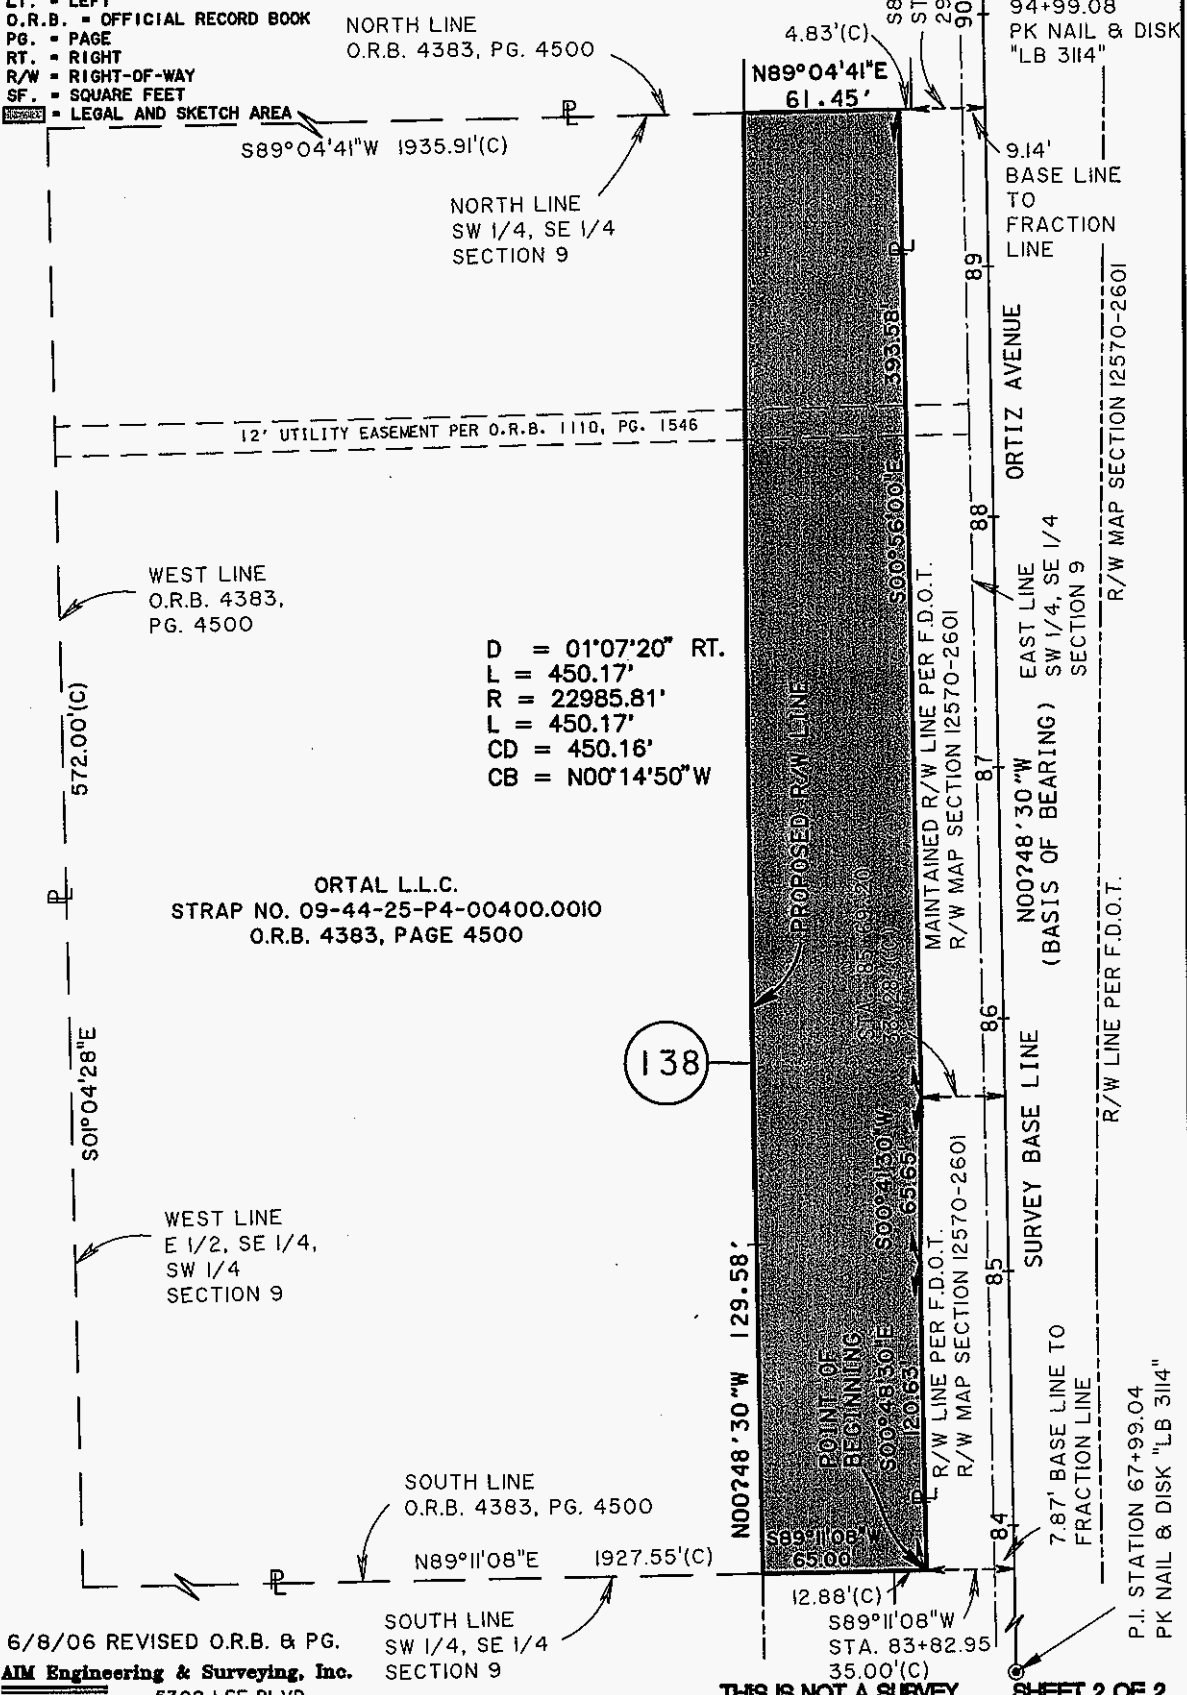 LT. = LEFT
O.R.B. = OFFICIAL RECORD BOOK
PG. = PAGE
RT. = RIGHT
R/W = RIGHT-OF-WAY
SF. = SQUARE FEET
= LEGAL AND SKETCH AREA
NORTH LINE
O.R.B. 4383, PG. 4500
S89°04'41"W 1935.91'(C)
NORTH LINE
SW 1/4, SE 1/4
SECTION 9
4.83'(C)
N89°04'41"E
61.45'
90
94+99.08
PK NAIL & DISK
"LB 3114"
9.14'
BASE LINE
TO
FRACTION
LINE
89
393.58'
S00°56'00"E
12' UTILITY EASEMENT PER O.R.B. 1110, PG. 1546
ORTIZ AVENUE
R/W MAP SECTION 12570-2601
88
WEST LINE
O.R.B. 4383,
PG. 4500
EAST LINE
SW 1/4, SE 1/4
SECTION 9
D = 01°07'20" RT.
L = 450.17'
R = 22985.81'
L = 450.17'
CD = 450.16'
CB = N00°14'50"W
572.00'(C)
S01°04'28"E
PROPOSED R/W LINE
MAINTAINED R/W LINE PER F.D.O.T.
R/W MAP SECTION 12570-2601
87
N00?48'30"W
(BASIS OF BEARING)
ORTAL L.L.C.
STRAP NO. 09-44-25-P4-00400.0010
O.R.B. 4383, PAGE 4500
STA. 85+69.20
33.28'(C)
86
R/W LINE PER F.D.O.T.
138
SURVEY BASE LINE
S00°41'30"W
65.65'
WEST LINE
E 1/2, SE 1/4,
SW 1/4
SECTION 9
85
N00?48'30"W 129.58'
POINT OF
BEGINNING
S00°48'30"E
120.63'
R/W LINE PER F.D.O.T.
R/W MAP SECTION 12570-2601
7.87' BASE LINE TO
FRACTION LINE
P.I. STATION 67+99.04
PK NAIL & DISK "LB 3114"
84
SOUTH LINE
O.R.B. 4383, PG. 4500
N89°11'08"E 1927.55'(C)
S89°11'08"W
65.00'
12.88'(C)
S89°11'08"W
STA. 83+82.95
35.00'(C)
SOUTH LINE
SW 1/4, SE 1/4
SECTION 9
6/8/06 REVISED O.R.B. & PG.
AIM Engineering & Surveying, Inc.
THIS IS NOT A SURVEY
SHEET 2 OF 2